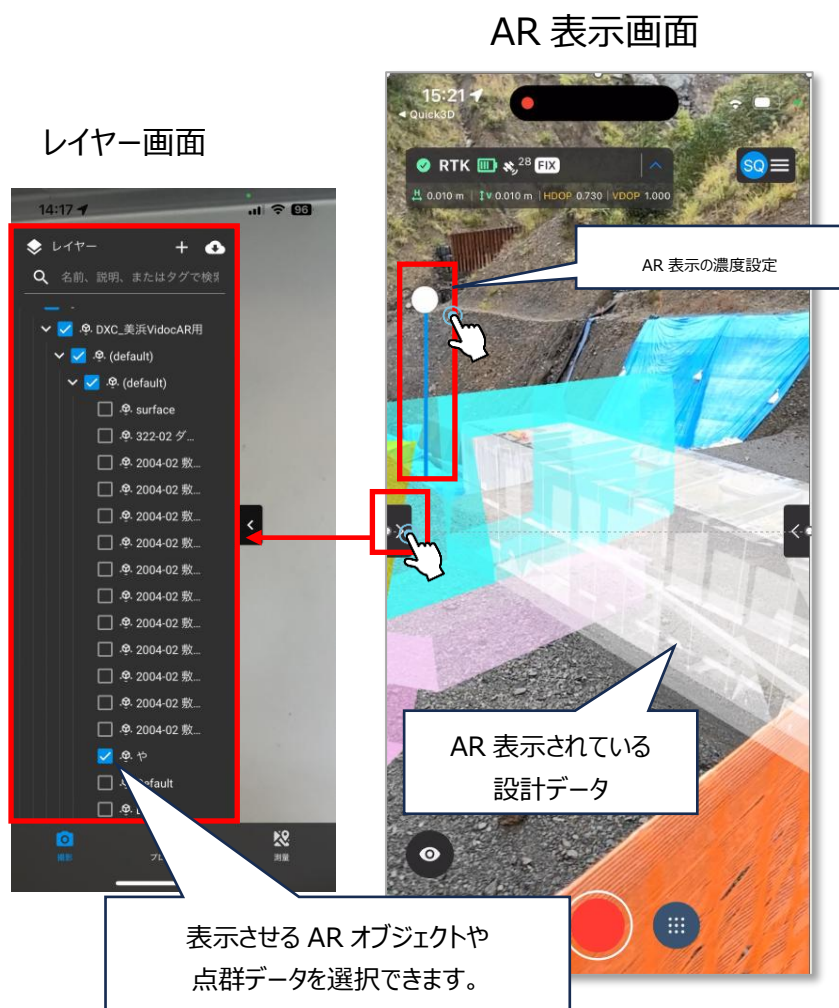 AR 表示画面
レイヤー画面
15:21
◀ Quick3D
RTK 28 FIX
SQ
H 0.010 m | V 0.010 m | HDOP 0.730 | VDOP 1.000
AR 表示の濃度設定
14:17
96
レイヤー
名前、説明、またはタグで検索
DXC_美浜VidocAR用
(default)
(default)
surface
322-02 ダ...
2004-02 敷...
2004-02 敷...
2004-02 敷...
2004-02 敷...
2004-02 敷...
2004-02 敷...
2004-02 敷...
2004-02 敷...
2004-02 敷...
2004-02 敷...
2004-02 敷...
や
efault
撮影
測量
AR 表示されている
設計データ
表示させる AR オブジェクトや
点群データを選択できます。